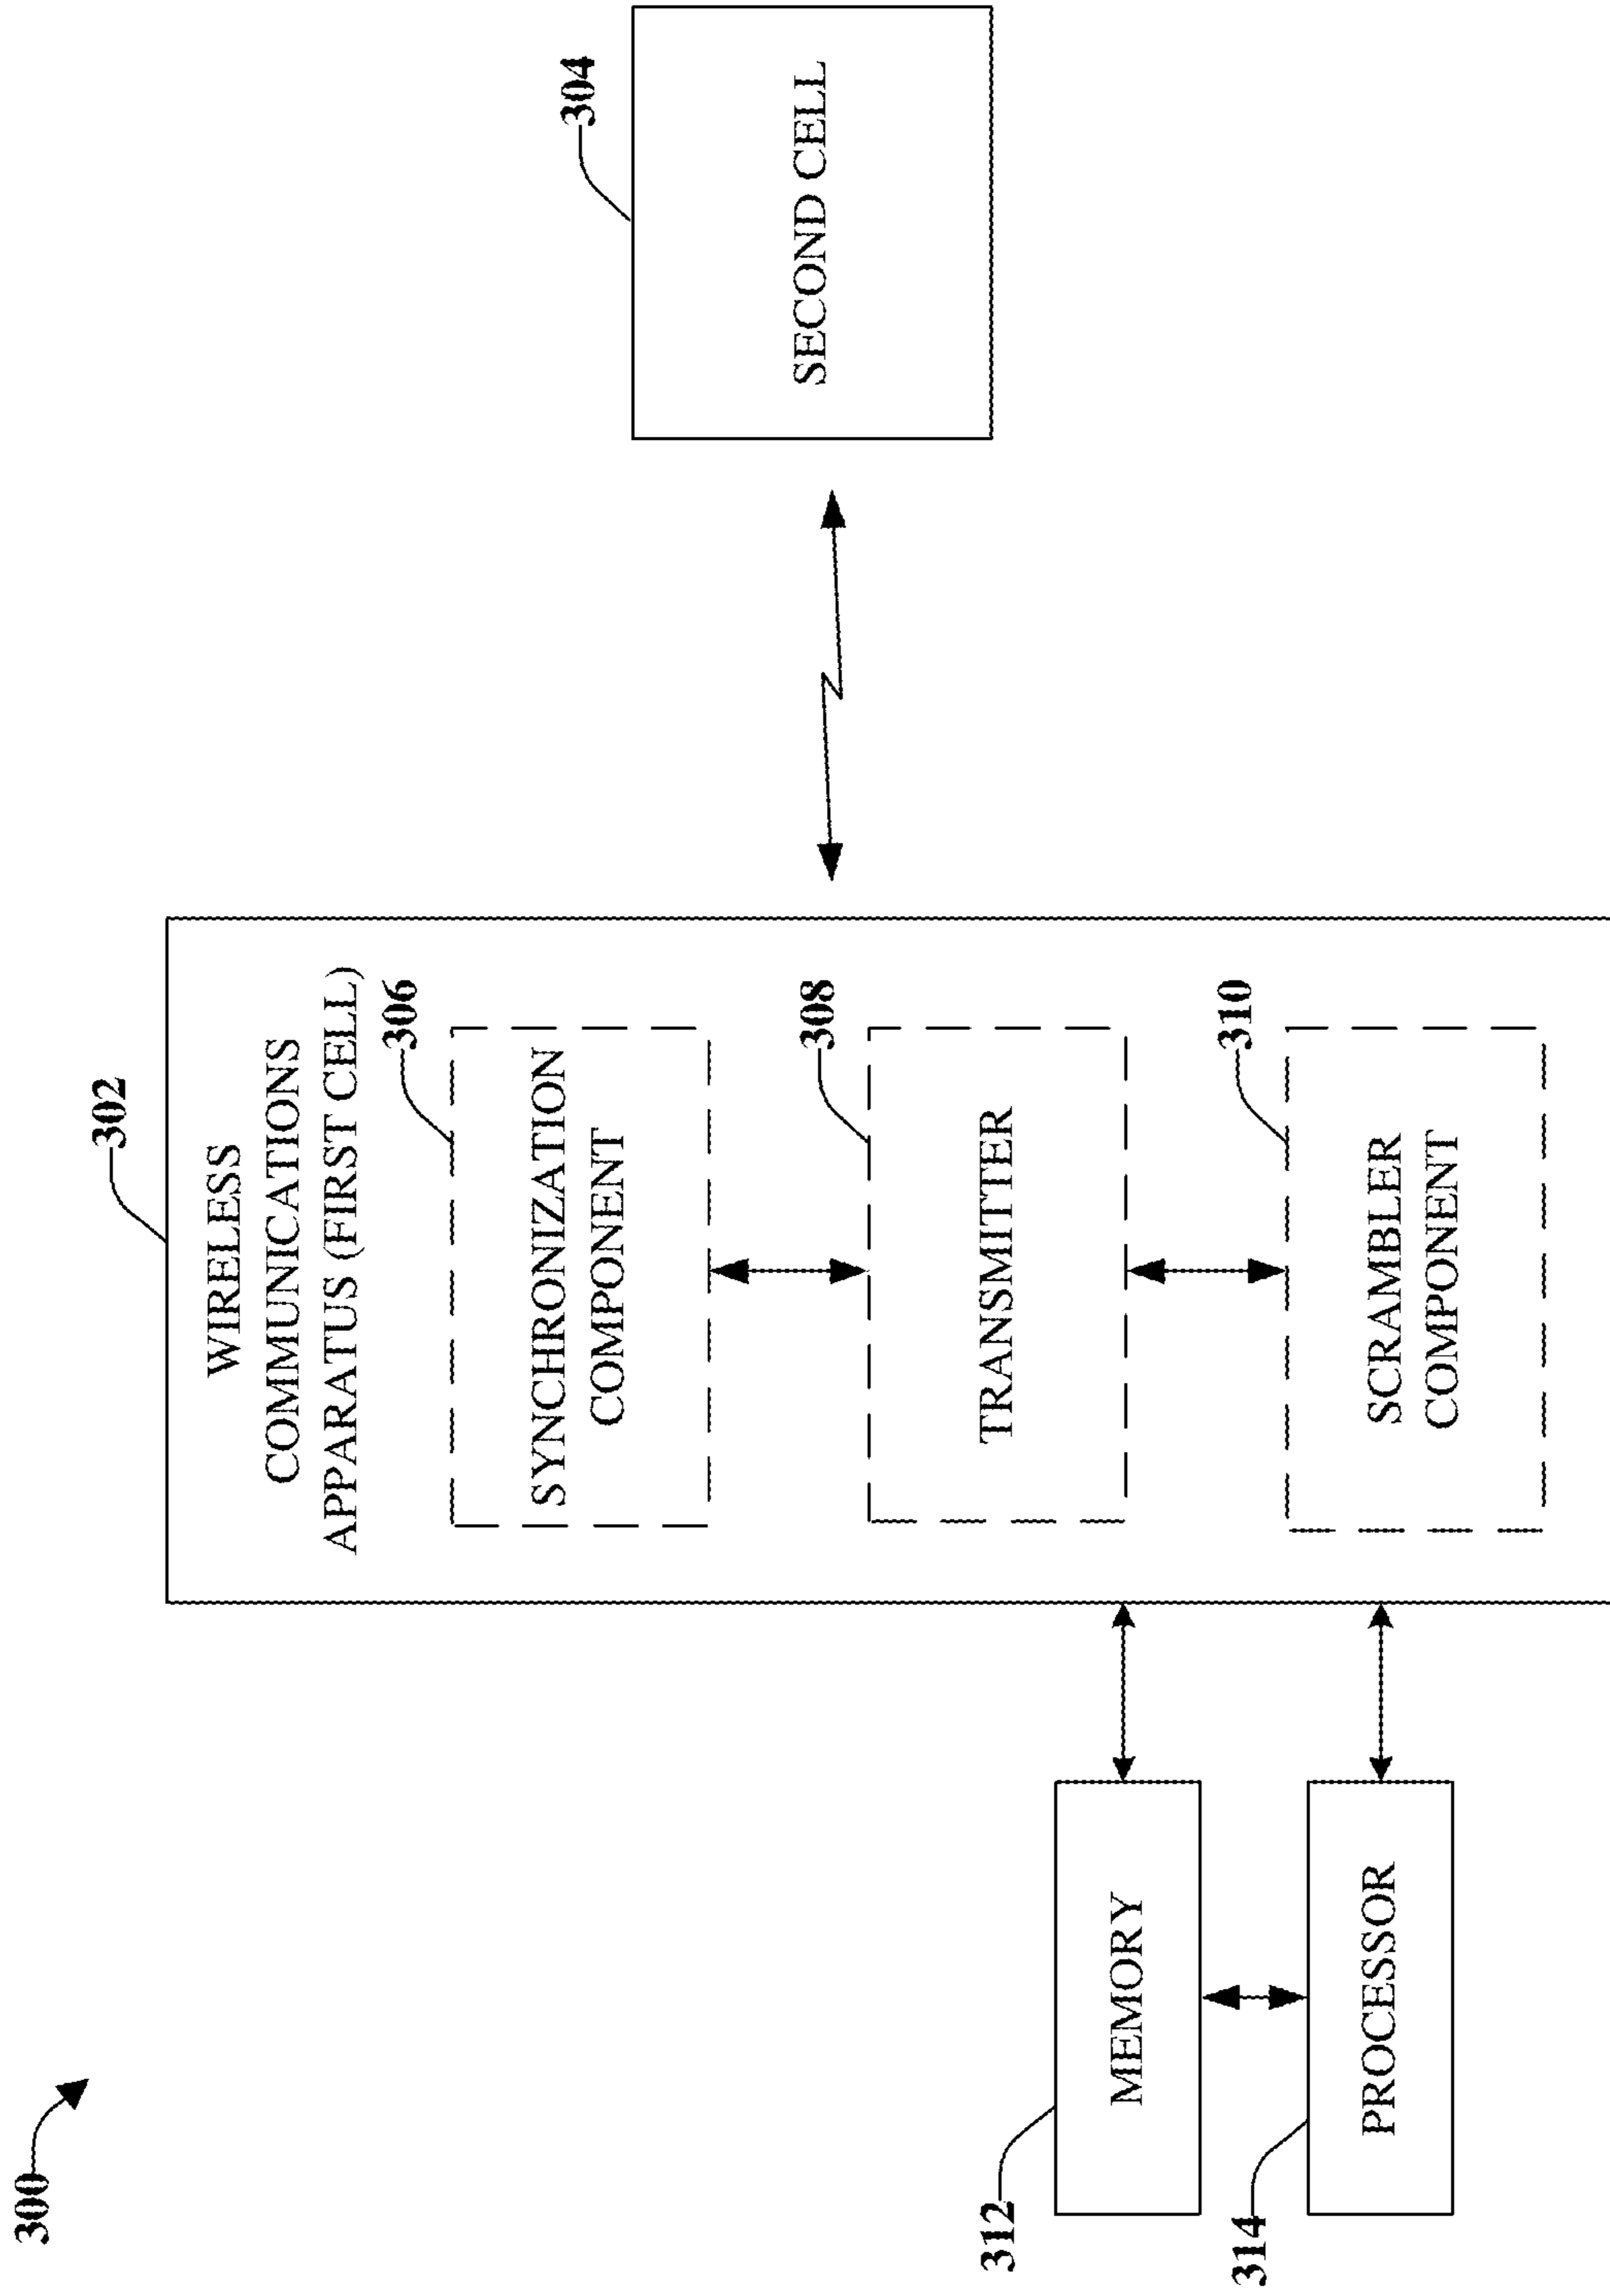 300
302
WIRELESS
COMMUNICATIONS
APPARATUS (FIRST CELL)
306
SYNCHRONIZATION
COMPONENT
308
TRANSMITTER
310
SCRAMBLER
COMPONENT
304
SECOND CELL
312
MEMORY
314
PROCESSOR